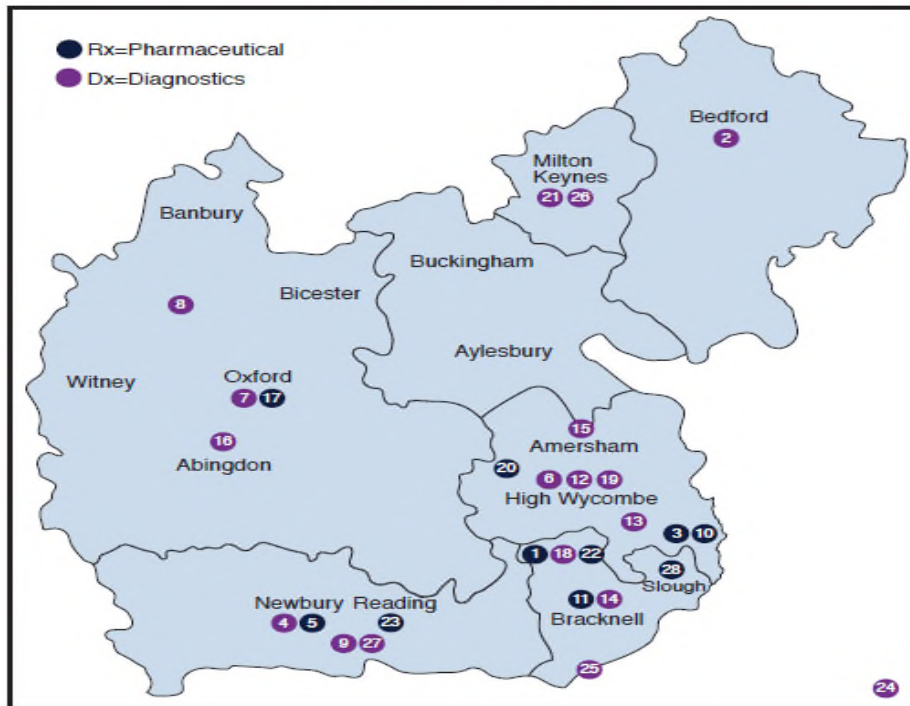 Rx=Pharmaceutical
Dx=Diagnostics
Bedford
2
Milton
Keynes
21 26
Banbury
Buckingham
Bicester
8
Aylesbury
Witney
Oxford
7 17
15
16
Amersham
Abingdon
20
6 12 19
High Wycombe
13
3 10
1 18 22
28
Slough
11 14
Newbury Reading
Bracknell
4 5 23
9 27
25
24